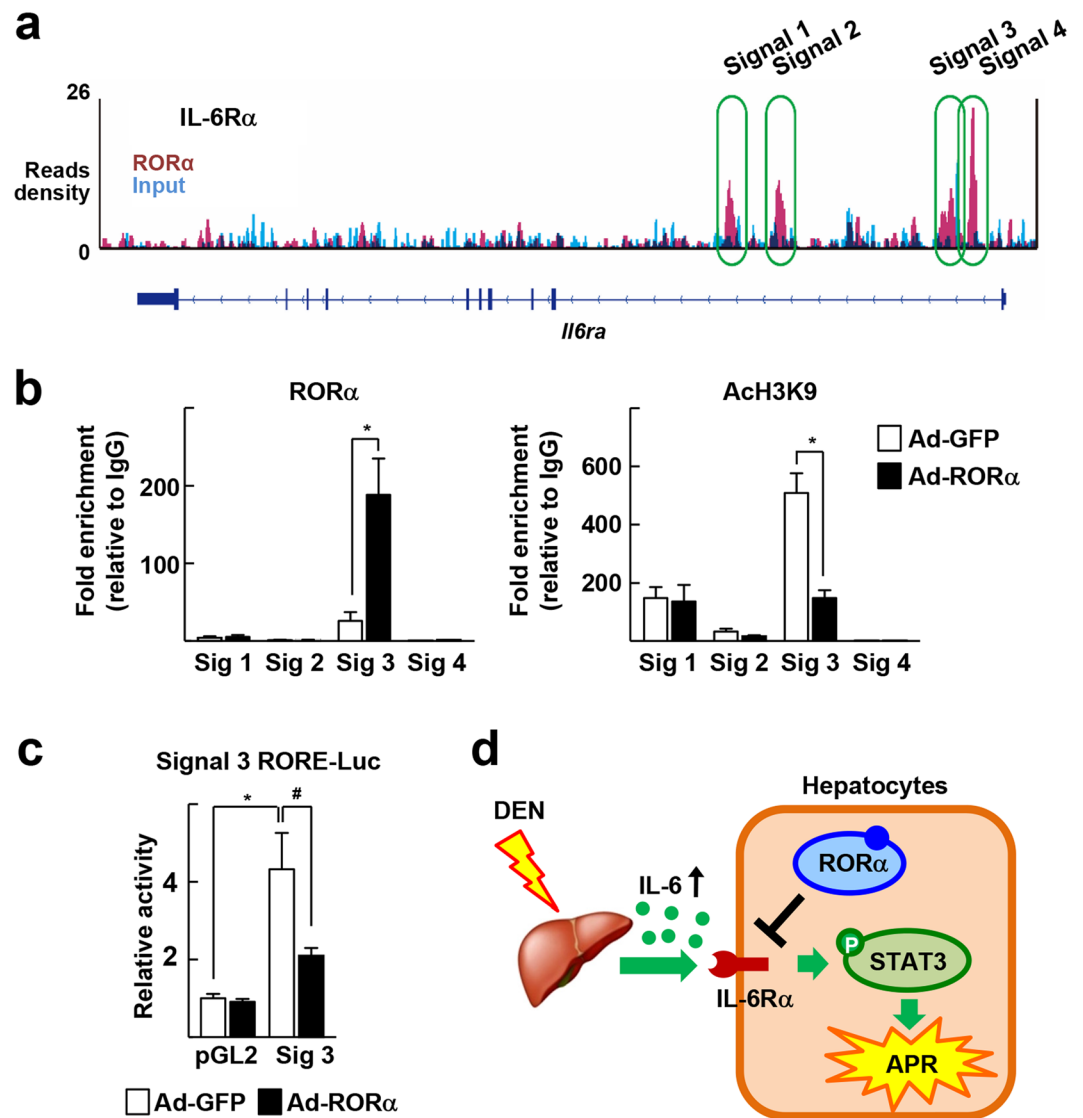 a
Signal 1
Signal 2
Signal 3
Signal 4
26
IL-6Rα
RORα
Input
Reads
density
0
Il6ra
b
RORα
Fold enrichment
(relative to IgG)
200
100
*
Sig 1 Sig 2 Sig 3 Sig 4
AcH3K9
Fold enrichment
(relative to IgG)
600
400
200
*
Sig 1 Sig 2 Sig 3 Sig 4
Ad-GFP
Ad-RORα
c
Signal 3 RORE-Luc
Relative activity
4
2
* #
pGL2 Sig 3
Ad-GFP Ad-RORα
d
Hepatocytes
DEN
RORα
IL-6
P
STAT3
IL-6Rα
APR